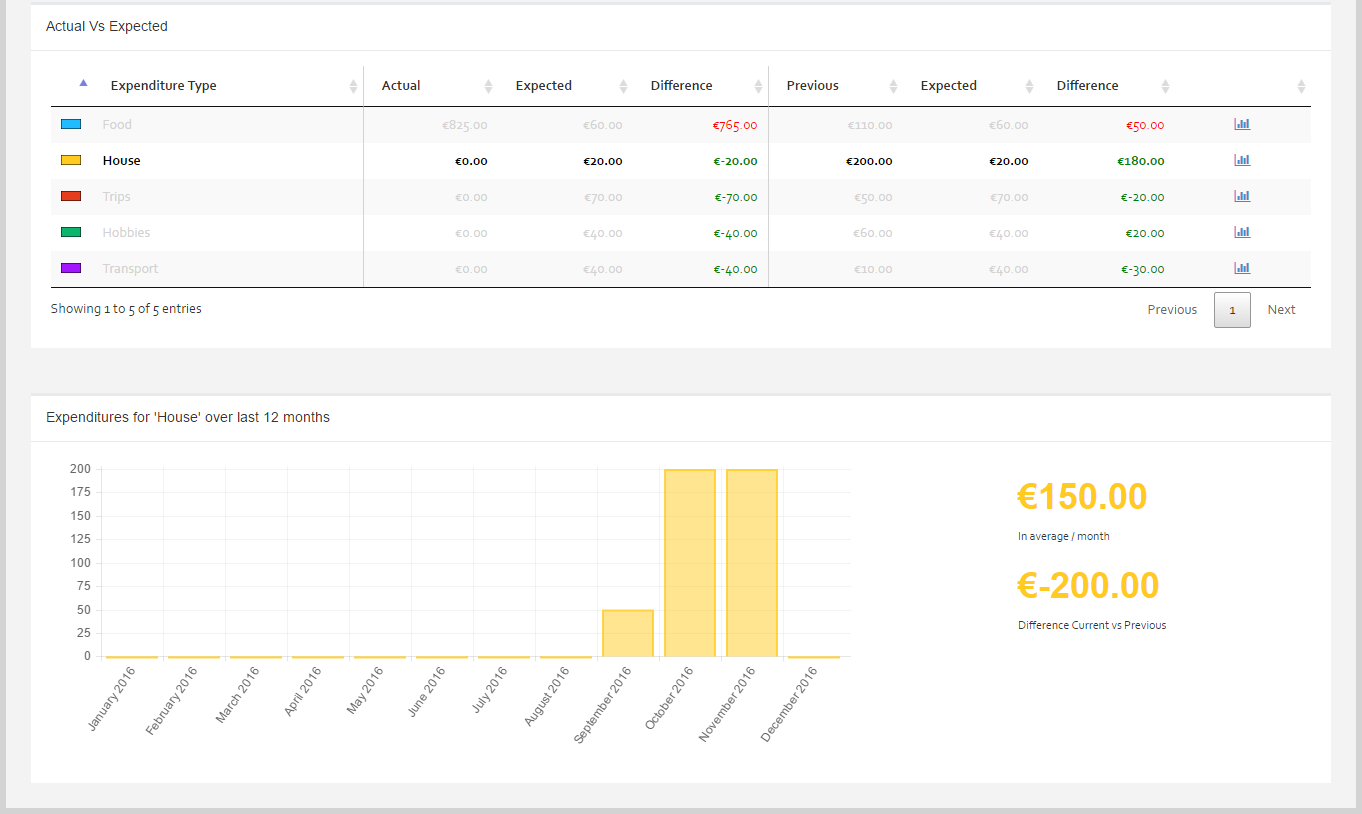 Actual Vs Expected
Expenditure Type Actual Expected Difference Previous Expected Difference
Food €825.00 €60.00 €765.00 €110.00 €60.00 €50.00
House €0.00 €20.00 €-20.00 €200.00 €20.00 €180.00
Trips €0.00 €70.00 €-70.00 €50.00 €70.00 €-20.00
Hobbies €0.00 €40.00 €-40.00 €60.00 €40.00 €20.00
Transport €0.00 €40.00 €-40.00 €10.00 €40.00 €-30.00
Showing 1 to 5 of 5 entries Previous 1 Next
Expenditures for 'House' over last 12 months
200
175
150
125
100
75
50
25
0
January 2016
February 2016
March 2016
April 2016
May 2016
June 2016
July 2016
August 2016
September 2016
October 2016
November 2016
December 2016
€150.00
In average / month
€-200.00
Difference Current vs Previous